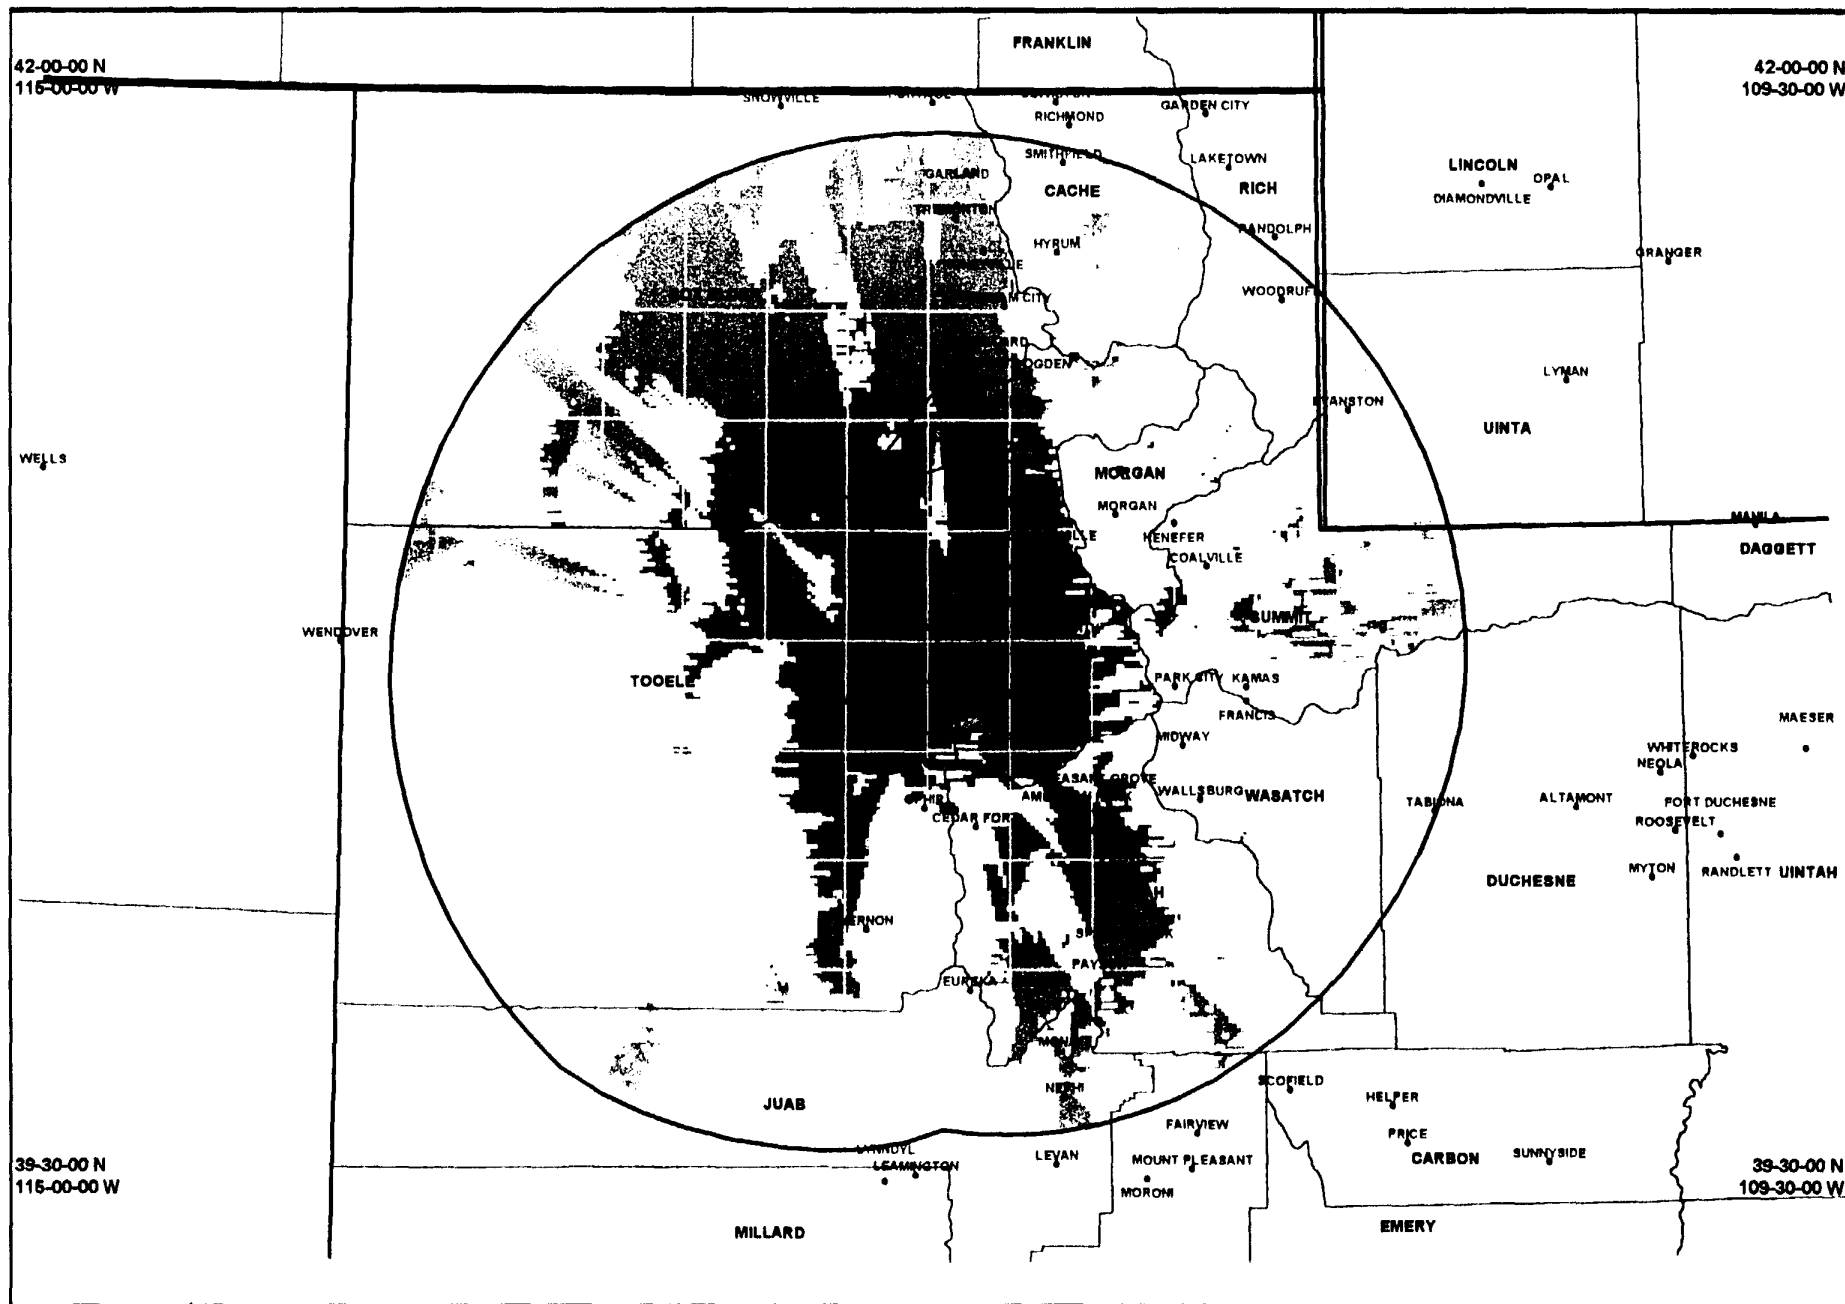 FRANKLIN
42-00-00 N
115-00-00 W
42-00-00 N
109-30-00 W
SNOWVILLE
GARDEN CITY
RICHMOND
SMITHFIELD
LAKETOWN
LINCOLN
OPAL
GARLAND
CACHE
RICH
DIAMONDVILLE
RANDOLPH
HYRUM
GRANGER
WOODRUFF
OGDEN
LYMAN
EVANSTON
UINTA
WELLS
MORGAN
MORGAN
MANILA
HENEFER
COALVILLE
DAGGETT
SUMMIT
WENDOVER
TOOELE
PARK CITY
KAMAS
FRANCIS
MAESER
MIDWAY
WHITEROCKS
NEOLA
WALLSBURG
WASATCH
TABIONA
ALTAMONT
FORT DUCHESNE
CEDAR FORT
ROOSEVELT
MYTON
RANDLETT
UINTAH
DUCHESNE
EUREKA
SCOFIELD
NEPHI
HELPER
JUAB
FAIRVIEW
PRICE
LYNNDYL
LEVAN
MOUNT PLEASANT
CARBON
SUNNYSIDE
LEAMINGTON
39-30-00 N
115-00-00 W
39-30-00 N
109-30-00 W
MORONI
MILLARD
EMERY